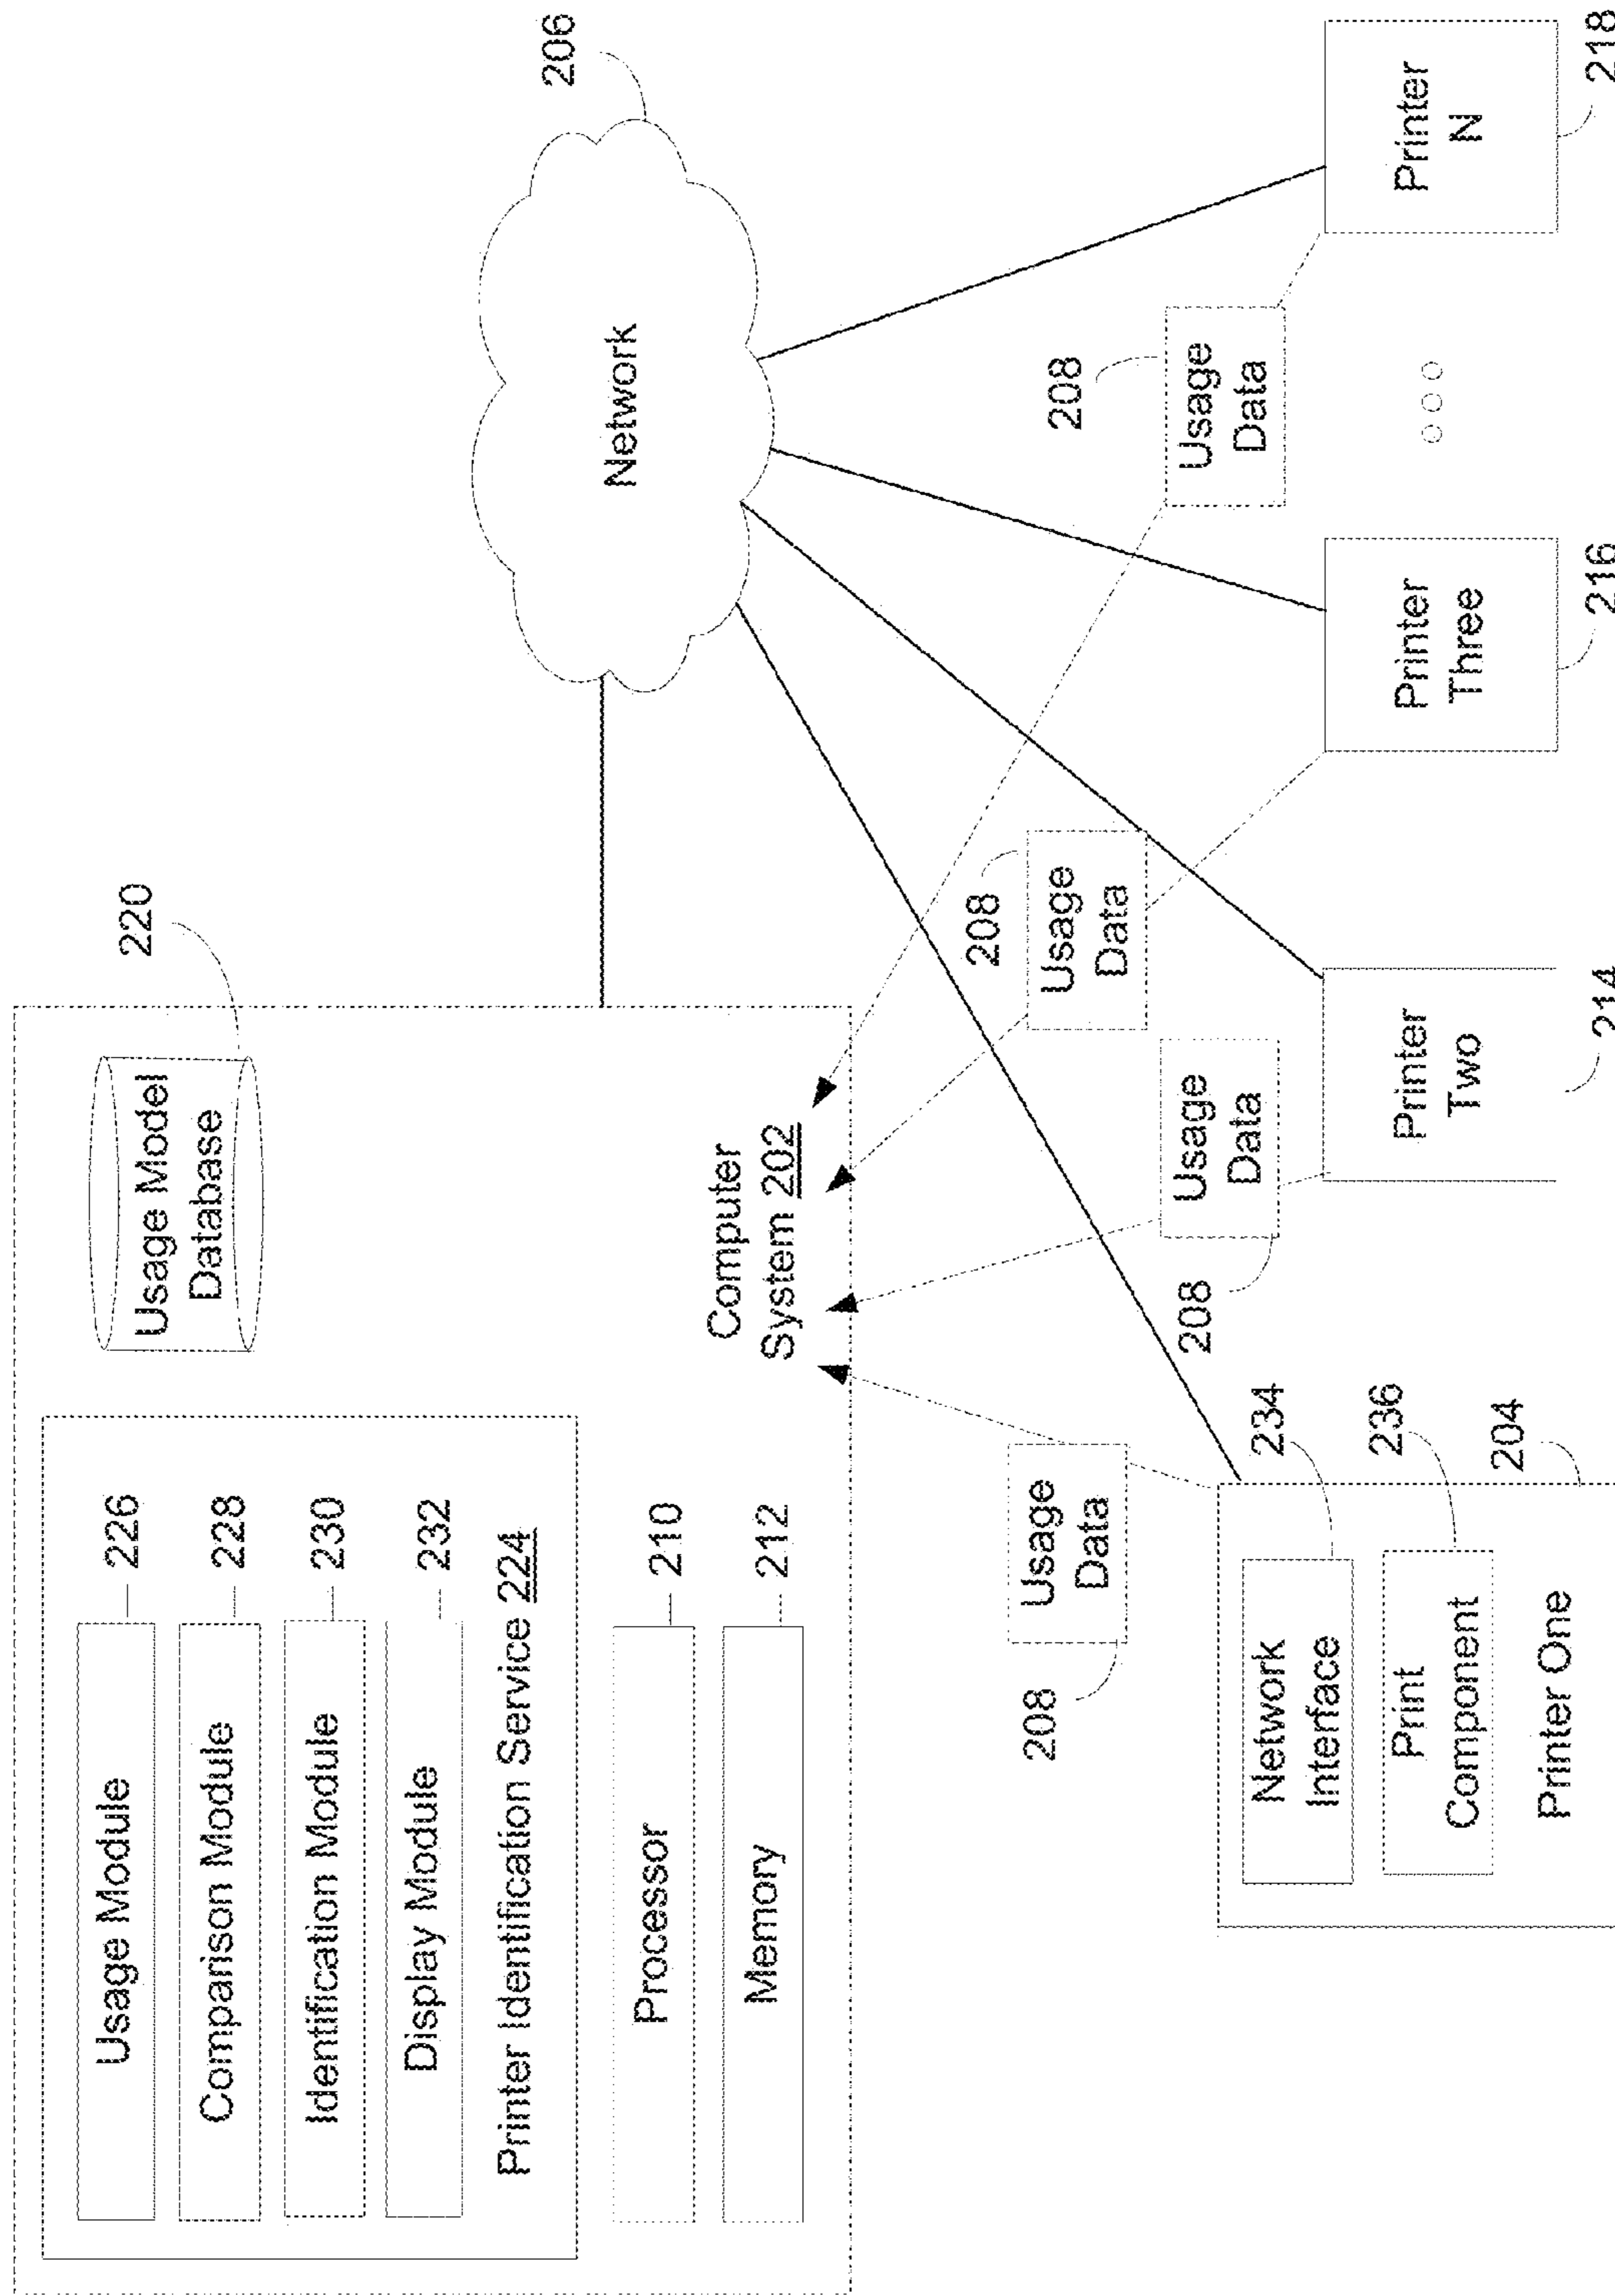 Usage Module
226
Comparison Module
228
Identification Module
230
Display Module
232
Printer Identification Service 224
Processor
210
Memory
212
Usage Model
Database
220
Computer
System 202
Network
206
Usage
Data
208
Usage
Data
208
Usage
Data
208
Usage
Data
208
Network
Interface
234
Print
Component
236
Printer One
204
Printer
Two
214
Printer
Three
216
Printer
N
218